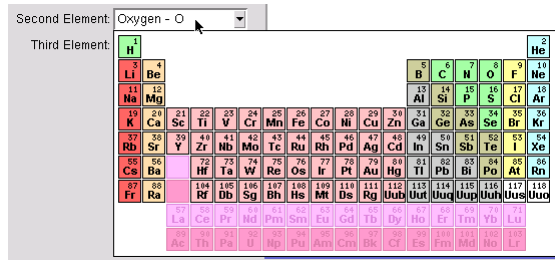 Second Element: Oxygen - O
Third Element:
1 2
H He
3 4 5 6 7 8 9 10
Li Be B C N O F Ne
11 12 13 14 15 16 17 18
Na Mg Al Si P S Cl Ar
19 20 21 22 23 24 25 26 27 28 29 30 31 32 33 34 35 36
K Ca Sc Ti V Cr Mn Fe Co Ni Cu Zn Ga Ge As Se Br Kr
37 38 39 40 41 42 43 44 45 46 47 48 49 50 51 52 53 54
Rb Sr Y Zr Nb Mo Tc Ru Rh Pd Ag Cd In Sn Sb Te I Xe
55 56 72 73 74 75 76 77 78 79 80 81 82 83 84 85 86
Cs Ba Hf Ta W Re Os Ir Pt Au Hg Tl Pb Bi Po At Rn
87 88 104 105 106 107 108 109 110 111 112 113 114 115 116 117 118
Fr Ra Rf Db Sg Bh Hs Mt Ds Rg Uub Uut Uuq Uup Uuh Uus Uuo
57 58 59 60 61 62 63 64 65 66 67 68 69 70 71
La Ce Pr Nd Pm Sm Eu Gd Tb Dy Ho Er Tm Yb Lu
89 90 91 92 93 94 95 96 97 98 99 100 101 102 103
Ac Th Pa U Np Pu Am Cm Bk Cf Es Fm Md No Lr